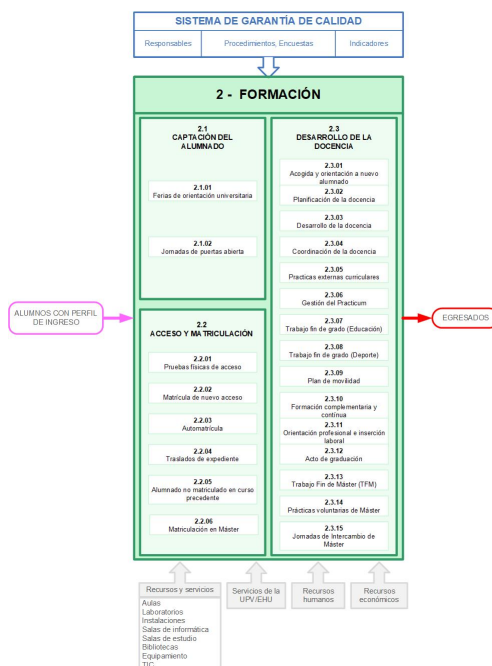 SISTEMA DE GARANTÍA DE CALIDAD
Responsables
Procedimientos, Encuestas
Indicadores
2 - FORMACIÓN
2.1
CAPTACIÓN DEL
ALUMNADO
2.1.01
Ferias de orientación universitaria
2.1.02
Jornadas de puertas abierta
2.2
ACCESO Y MATRICULACIÓN
2.2.01
Pruebas físicas de acceso
2.2.02
Matrícula de nuevo acceso
2.2.03
Automatrícula
2.2.04
Traslados de expediente
2.2.05
Alumnado no matriculado en curso
precedente
2.2.06
Matriculación en Máster
2.3
DESARROLLO DE LA
DOCENCIA
2.3.01
Acogida y orientación a nuevo
alumnado
2.3.02
Planificación de la docencia
2.3.03
Desarrollo de la docencia
2.3.04
Coordinación de la docencia
2.3.05
Practicas externas curriculares
2.3.06
Gestión del Practicum
2.3.07
Trabajo fin de grado (Educación)
2.3.08
Trabajo fin de grado (Deporte)
2.3.09
Plan de movilidad
2.3.10
Formación complementaria y
contínua
2.3.11
Orientación profesional e inserción
laboral
2.3.12
Acto de graduación
2.3.13
Trabajo Fin de Máster (TFM)
2.3.14
Prácticas voluntarias de Máster
2.3.15
Jornadas de Intercambio de
Máster
ALUMNOS CON PERFIL
DE INGRESO
EGRESADOS
Recursos y servicios
Aulas
Laboratorios
Instalaciones
Salas de informática
Salas de estudio
Bibliotecas
Equipamiento
TIC
Servicios de la
UPV/EHU
Recursos
humanos
Recursos
económicos